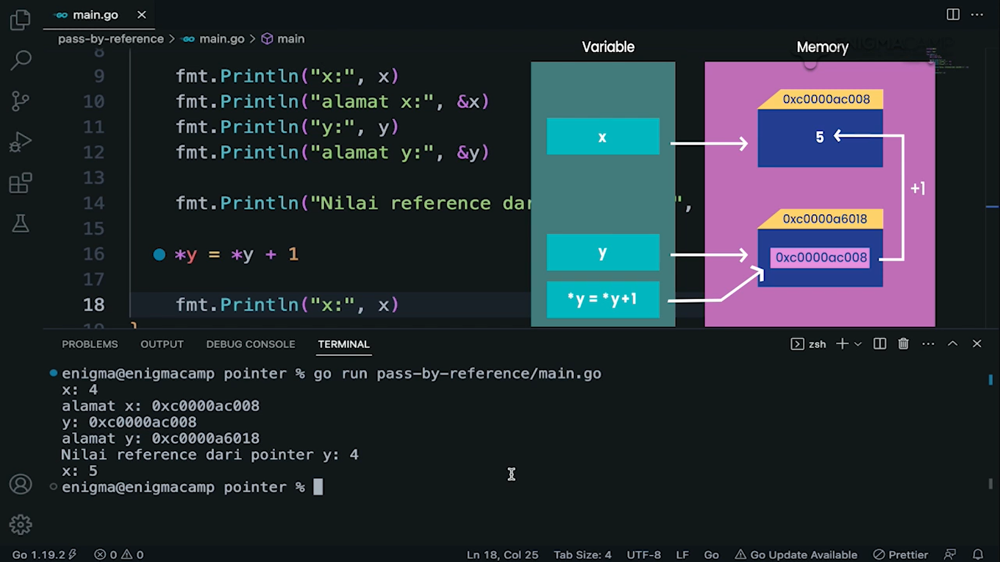 main.go
pass-by-reference > main.go > main
Variable
Memory
8
9 fmt.Println("x:", x)
10 fmt.Println("alamat x:", &x)
11 fmt.Println("y:", y)
12 fmt.Println("alamat y:", &y)
13
14 fmt.Println("Nilai reference dar ",
15
16 *y = *y + 1
17
18 fmt.Println("x:", x)
}
x
y
*y = *y+1
0xc0000ac008
5
+1
0xc0000a6018
0xc0000ac008
PROBLEMS OUTPUT DEBUG CONSOLE TERMINAL
zsh
enigma@enigmacamp pointer % go run pass-by-reference/main.go
x: 4
alamat x: 0xc0000ac008
y: 0xc0000ac008
alamat y: 0xc0000a6018
Nilai reference dari pointer y: 4
x: 5
enigma@enigmacamp pointer %
Go 1.19.2 0 0 Ln 18, Col 25 Tab Size: 4 UTF-8 LF Go Go Update Available Prettier